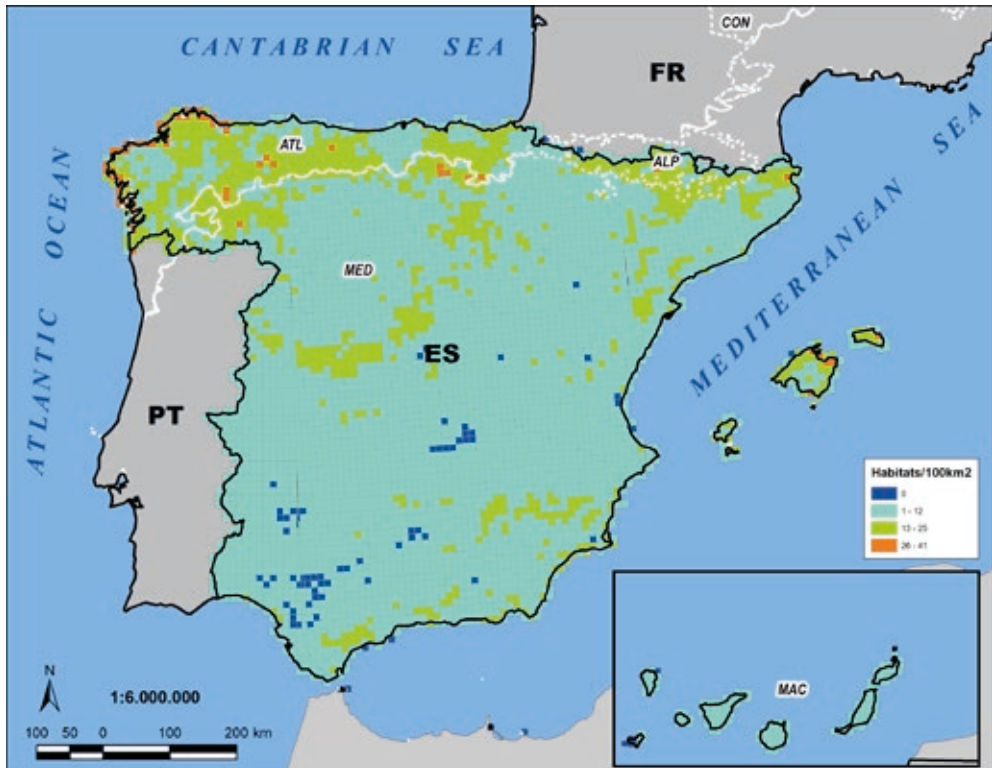 CON
CANTABRIAN SEA
FR
ATL
ALP
ATLANTIC OCEAN
MEDITERRANEAN SEA
MED
ES
PT
Habitats/100km2
0
1 - 12
13 - 25
26 - 41
N
1:6.000.000
100 50 0 100 200 km
MAC